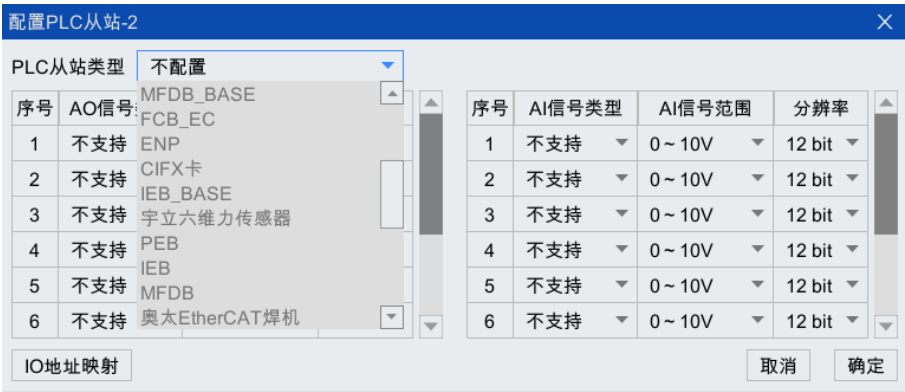 配置PLC从站-2
PLC从站类型 不配置
MFDB_BASE
FCB_EC
ENP
CIFX卡
IEB_BASE
宇立六维力传感器
PEB
IEB
MFDB
奥太EtherCAT焊机
序号 AO信号
1 不支持
2 不支持
3 不支持
4 不支持
5 不支持
6 不支持
序号 AI信号类型 AI信号范围 分辨率
1 不支持 0~10V 12 bit
2 不支持 0~10V 12 bit
3 不支持 0~10V 12 bit
4 不支持 0~10V 12 bit
5 不支持 0~10V 12 bit
6 不支持 0~10V 12 bit
IO地址映射 取消 确定